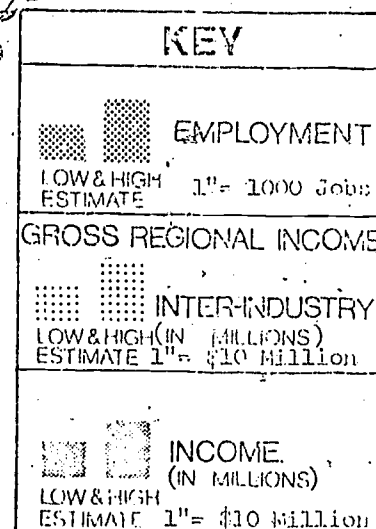 KEY
EMPLOYMENT
LOW & HIGH
ESTIMATE 1"= 1000 Jobs
GROSS REGIONAL INCOME
INTER-INDUSTRY
LOW & HIGH (IN MILLIONS)
ESTIMATE 1"= $10 Million
INCOME.
(IN MILLIONS)
LOW & HIGH
ESTIMATE 1"= $10 Million